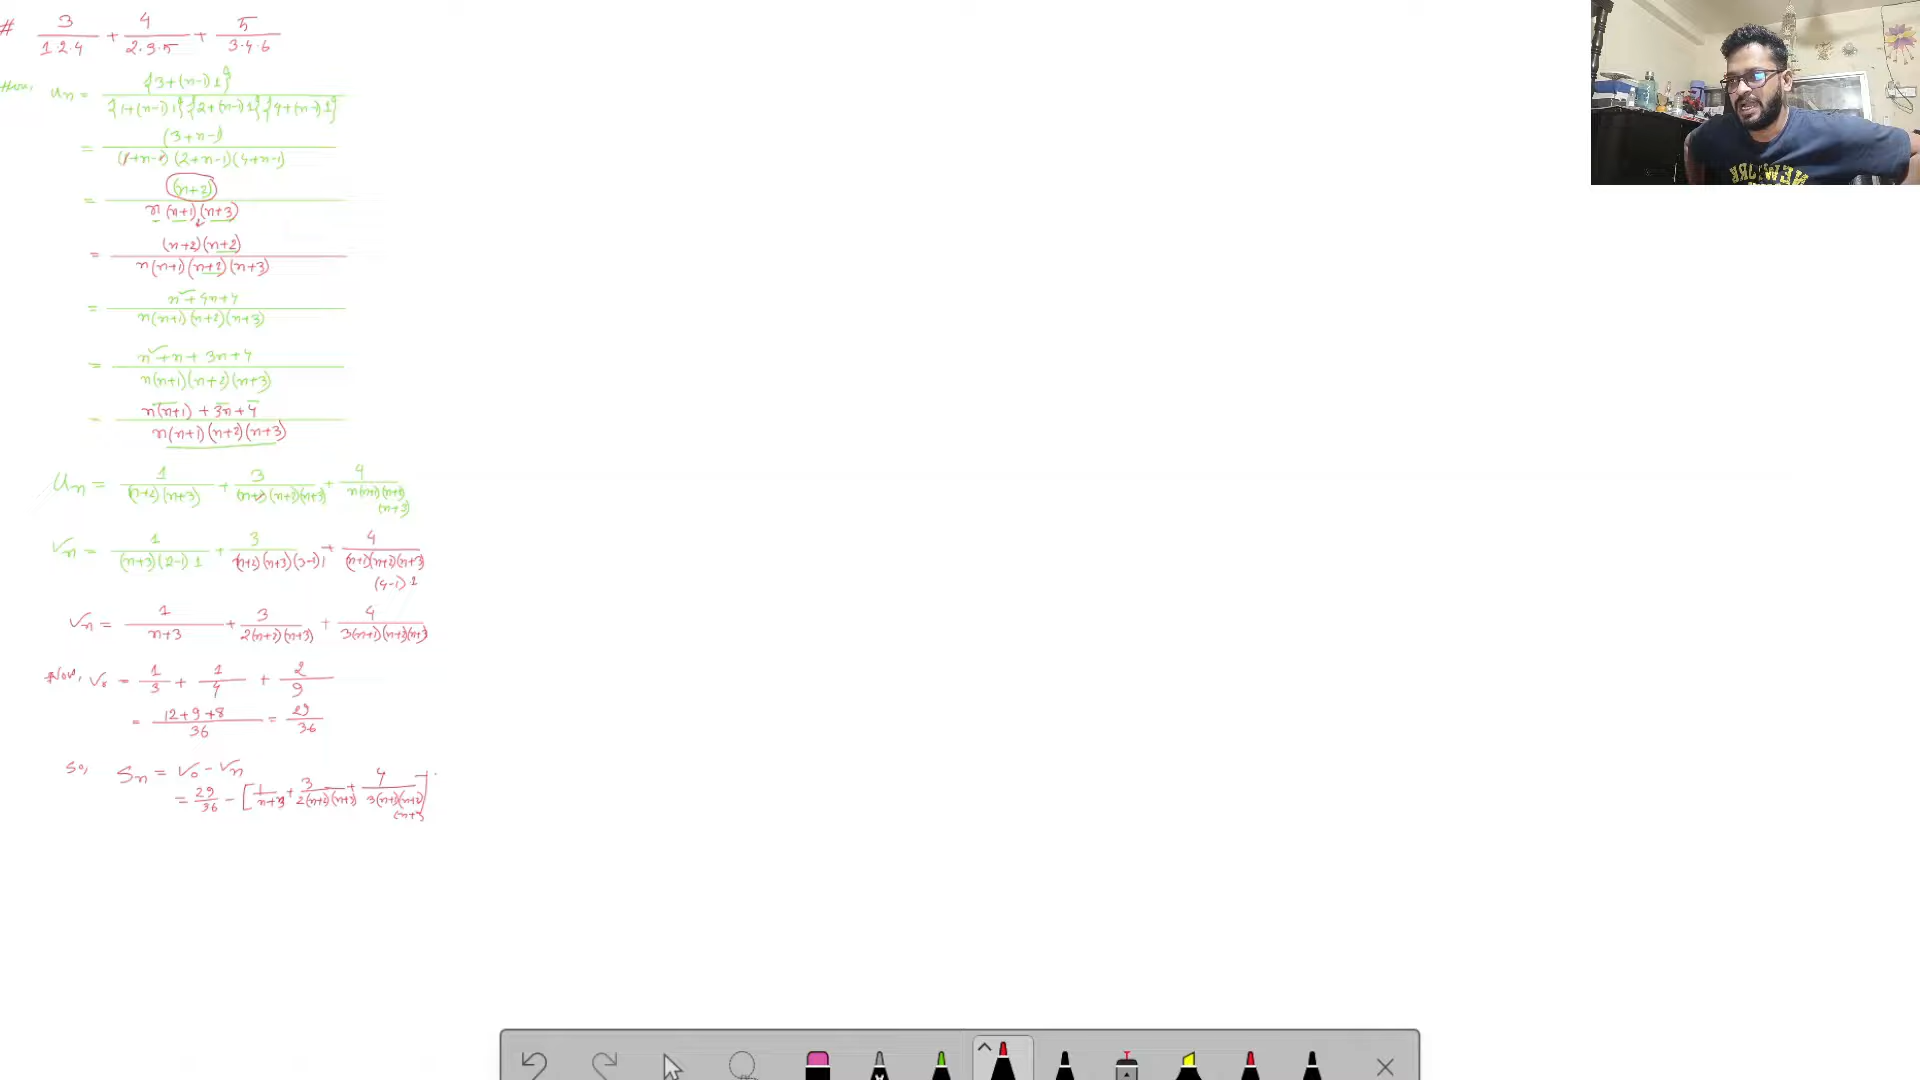 # 3/(1·2·4) + 4/(2·3·5) + 5/(3·4·6)
Here, un = {3+(n-1)1}/({1+(n-1)1}{2+(n-1)1}{4+(n-1)1})
= (3+n-1)/((1+n-1)(2+n-1)(4+n-1))
= (n+2)/(n(n+1)(n+3))
= (n+2)(n+2)/(n(n+1)(n+2)(n+3))
= (n²+4n+4)/(n(n+1)(n+2)(n+3))
= (n²+n+3n+4)/(n(n+1)(n+2)(n+3))
= (n(n+1)+3n+4)/(n(n+1)(n+2)(n+3))
Un = 1/((n+2)(n+3)) + 3/((n+1)(n+2)(n+3)) + 4/(n(n+1)(n+2)(n+3))
Vn = 1/((n+3)(2-1)1) + 3/((n+2)(n+3)(3-1)1) + 4/((n+1)(n+2)(n+3)(4-1)·1)
Vn = 1/(n+3) + 3/(2(n+2)(n+3)) + 4/(3(n+1)(n+2)(n+3))
Now, V₀ = 1/3 + 1/4 + 2/9
= (12+9+8)/36 = 29/36
So, Sn = V₀ - Vn
= 29/36 - [1/(n+3) + 3/(2(n+2)(n+3)) + 4/(3(n+1)(n+2)(n+3))]
NEW YORK